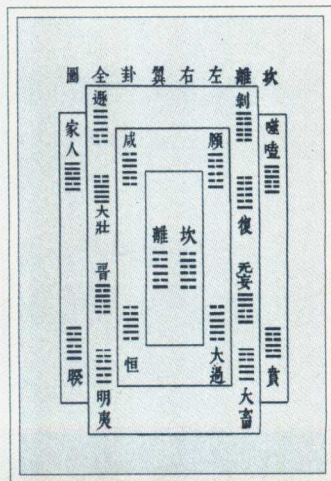 坎離左右翼卦全圖
噬嗑
賁
剝
復
无妄
大畜
頤
大過
坎
離
咸
恒
遯
大壯
晉
明夷
家人
睽